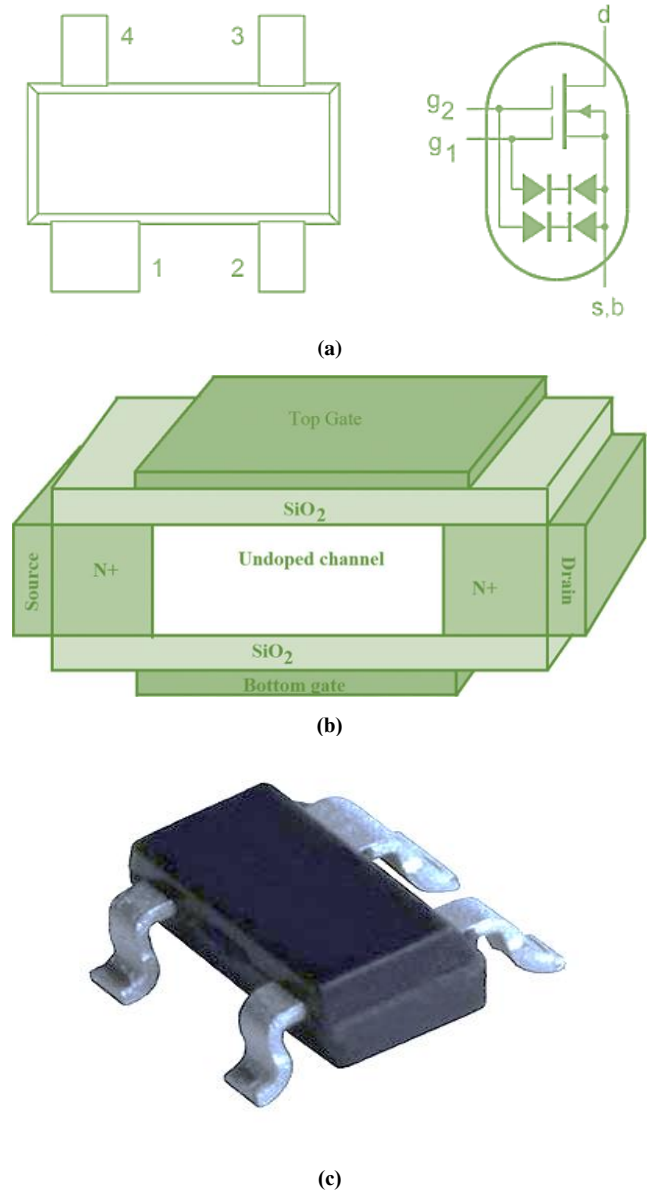 4
3
1
2
d
g2
g1
s,b
(a)
Top Gate
SiO2
Source
N+
Undoped channel
N+
Drain
SiO2
Bottom gate
(b)
(c)